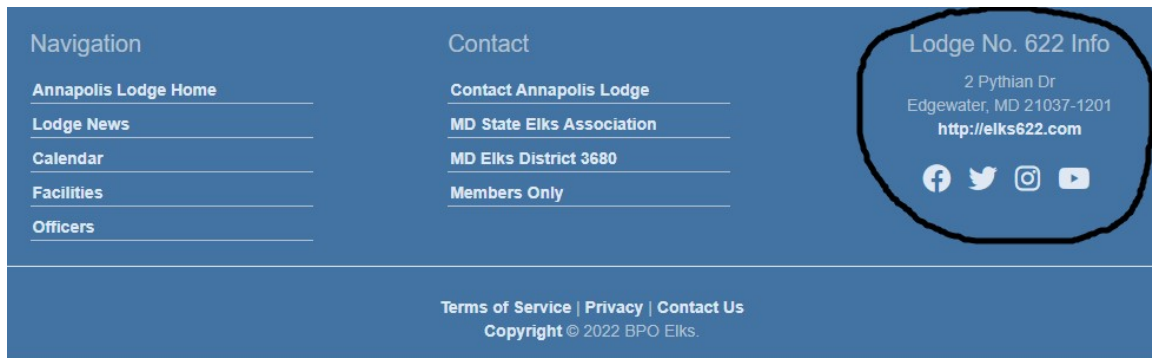 Navigation
Annapolis Lodge Home
Lodge News
Calendar
Facilities
Officers
Contact
Contact Annapolis Lodge
MD State Elks Association
MD Elks District 3680
Members Only
Lodge No. 622 Info
2 Pythian Dr
Edgewater, MD 21037-1201
http://elks622.com
Terms of Service | Privacy | Contact Us
Copyright © 2022 BPO Elks.